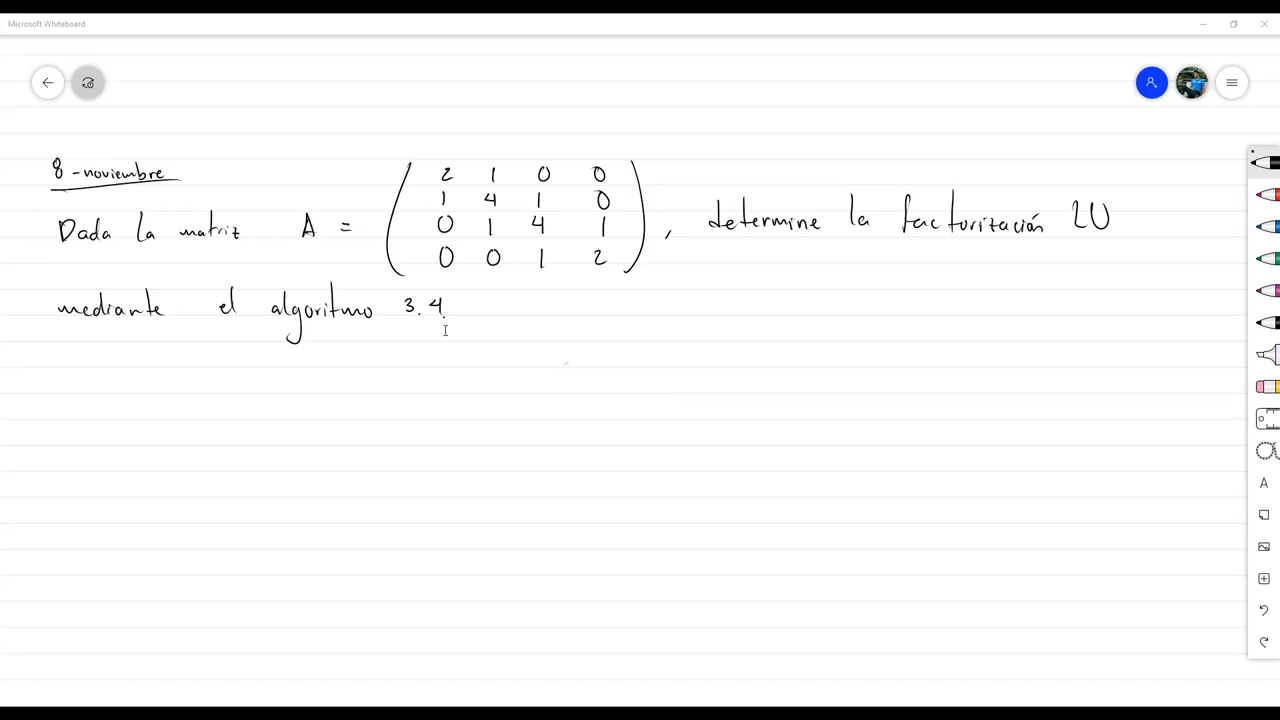 Microsoft Whiteboard
8 - noviembre
Dada la matriz A = ( 2 1 0 0
1 4 1 0
0 1 4 1
0 0 1 2 ) , determine la factorización LU
mediante el algoritmo 3.4.
A